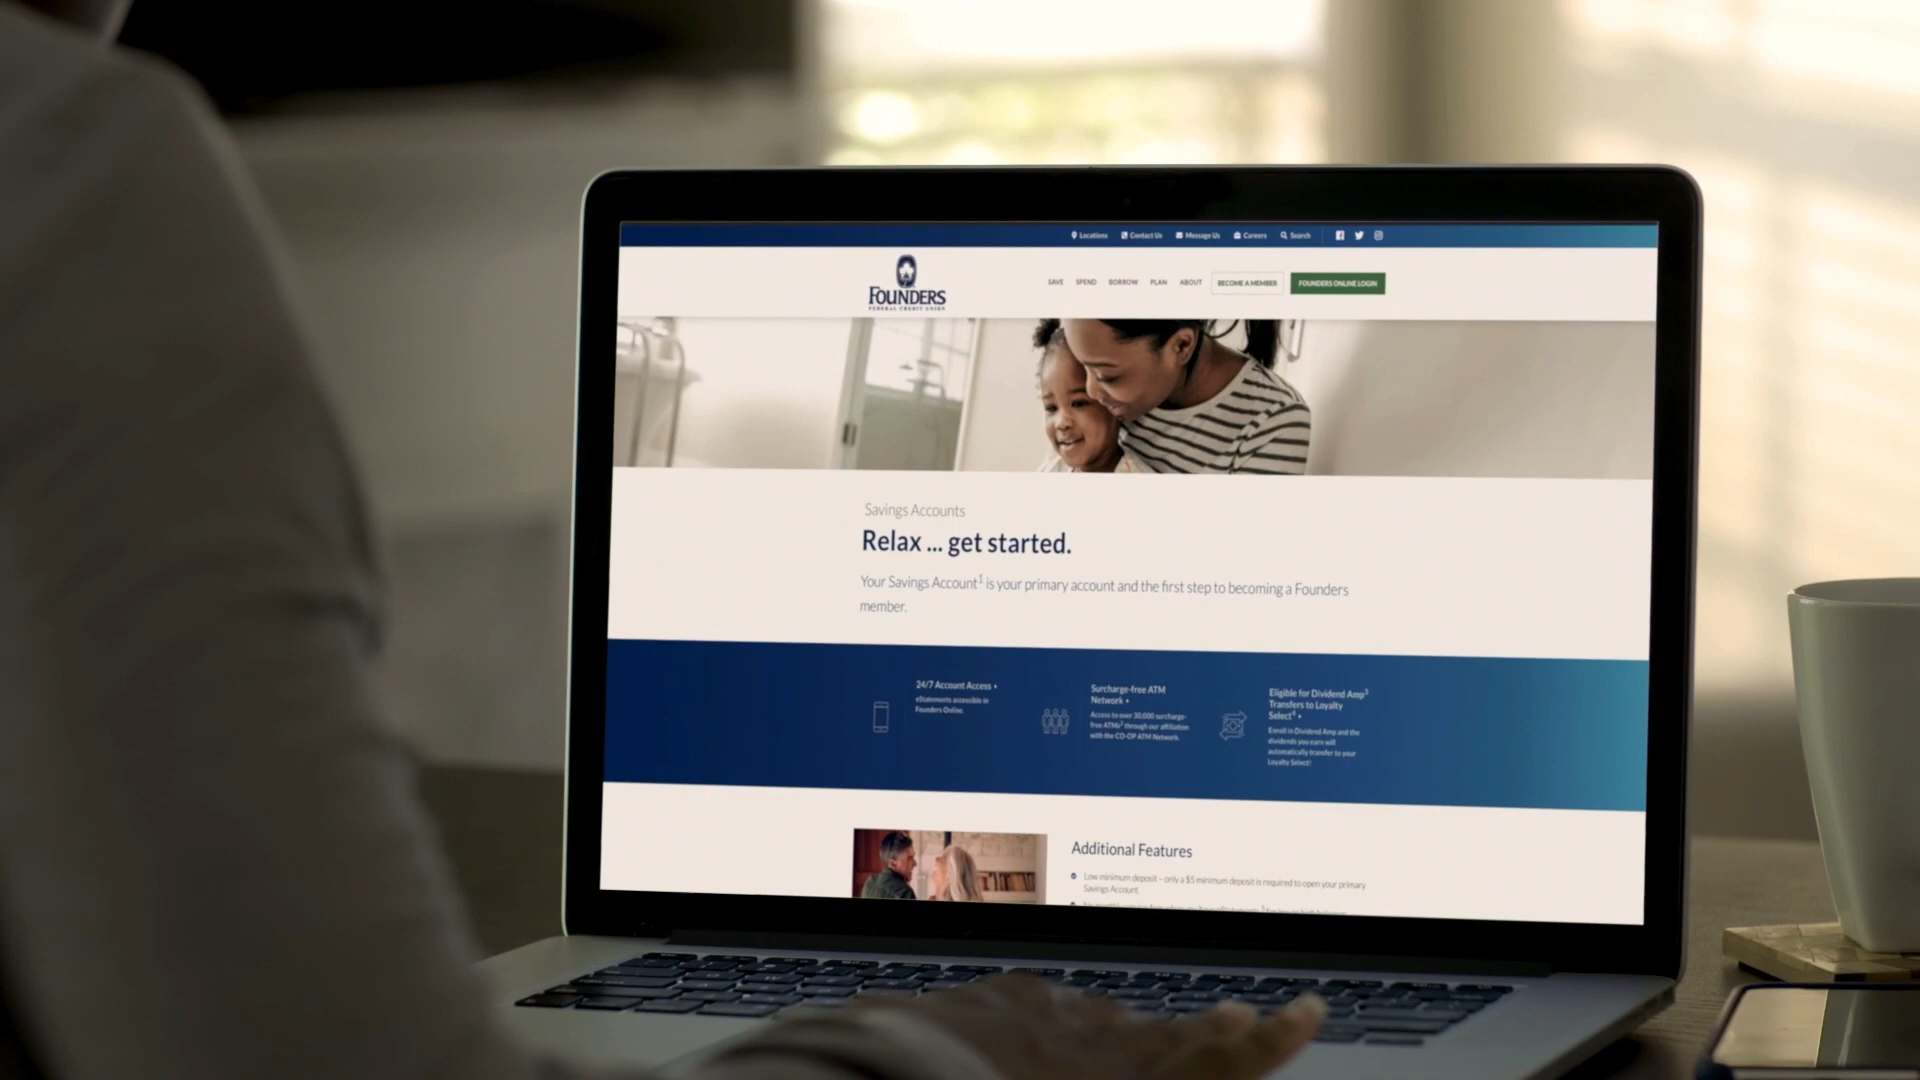 Locations Contact Us Message Us Careers Search
FOUNDERS
FEDERAL CREDIT UNION
SAVE SPEND BORROW PLAN ABOUT BECOME A MEMBER FOUNDERS ONLINE LOGIN
Savings Accounts
Relax ... get started.
Your Savings Account¹ is your primary account and the first step to becoming a Founders
member.
24/7 Account Access
eStatements accessible in
Founders Online.
Surcharge-free ATM
Network
Access to over 30,000 surcharge-
free ATMs² through our affiliation
with the CO-OP ATM Network.
Eligible for Dividend Amp³
Transfers to Loyalty
Select⁴
Enroll in Dividend Amp and the
dividends you earn will
automatically transfer to your
Loyalty Select!
Additional Features
Low minimum deposit – only a $5 minimum deposit is required to open your primary
Savings Account.